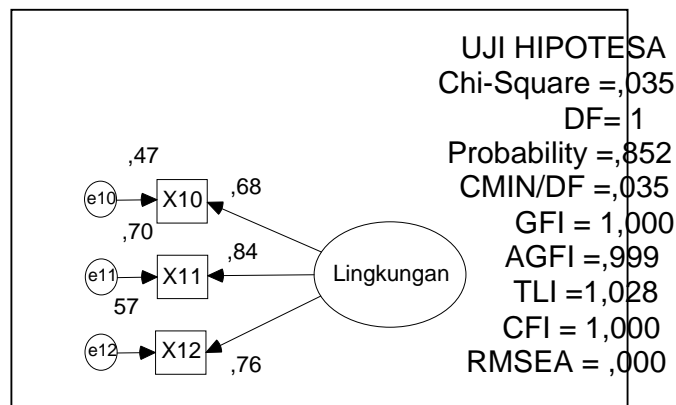 UJI HIPOTESA
Chi-Square =,035
DF= 1
Probability =,852
CMIN/DF =,035
GFI = 1,000
AGFI =,999
TLI =1,028
CFI = 1,000
RMSEA = ,000
,47
e10
X10
,68
,70
e11
X11
,84
Lingkungan
57
e12
X12
,76